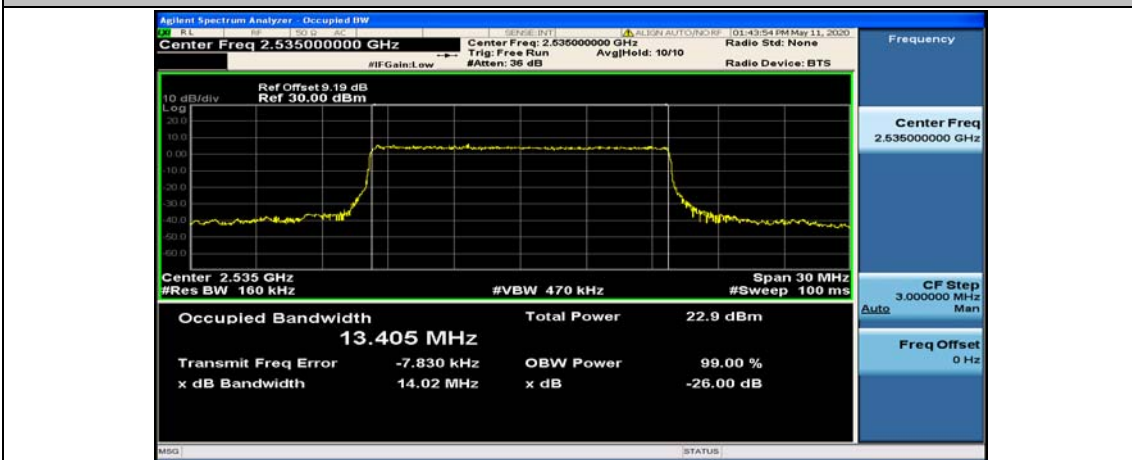 Agilent Spectrum Analyzer - Occupied BW
RL RF 50 Ω AC SENSE:INT ALIGN AUTO/NO RF 01:43:54 PM May 11, 2020
Center Freq 2.535000000 GHz
Center Freq: 2.535000000 GHz
Radio Std: None
Trig: Free Run Avg|Hold: 10/10
#IFGain:Low #Atten: 36 dB Radio Device: BTS
Ref Offset 9.19 dB
10 dB/div Ref 30.00 dBm
Log
20.0
10.0
0.00
-10.0
-20.0
-30.0
-40.0
-50.0
-60.0
Center 2.535 GHz Span 30 MHz
#Res BW 160 kHz #VBW 470 kHz #Sweep 100 ms
Occupied Bandwidth Total Power 22.9 dBm
13.405 MHz
Transmit Freq Error -7.830 kHz OBW Power 99.00 %
x dB Bandwidth 14.02 MHz x dB -26.00 dB
MSG STATUS
Frequency
Center Freq
2.535000000 GHz
CF Step
3.000000 MHz
Auto Man
Freq Offset
0 Hz